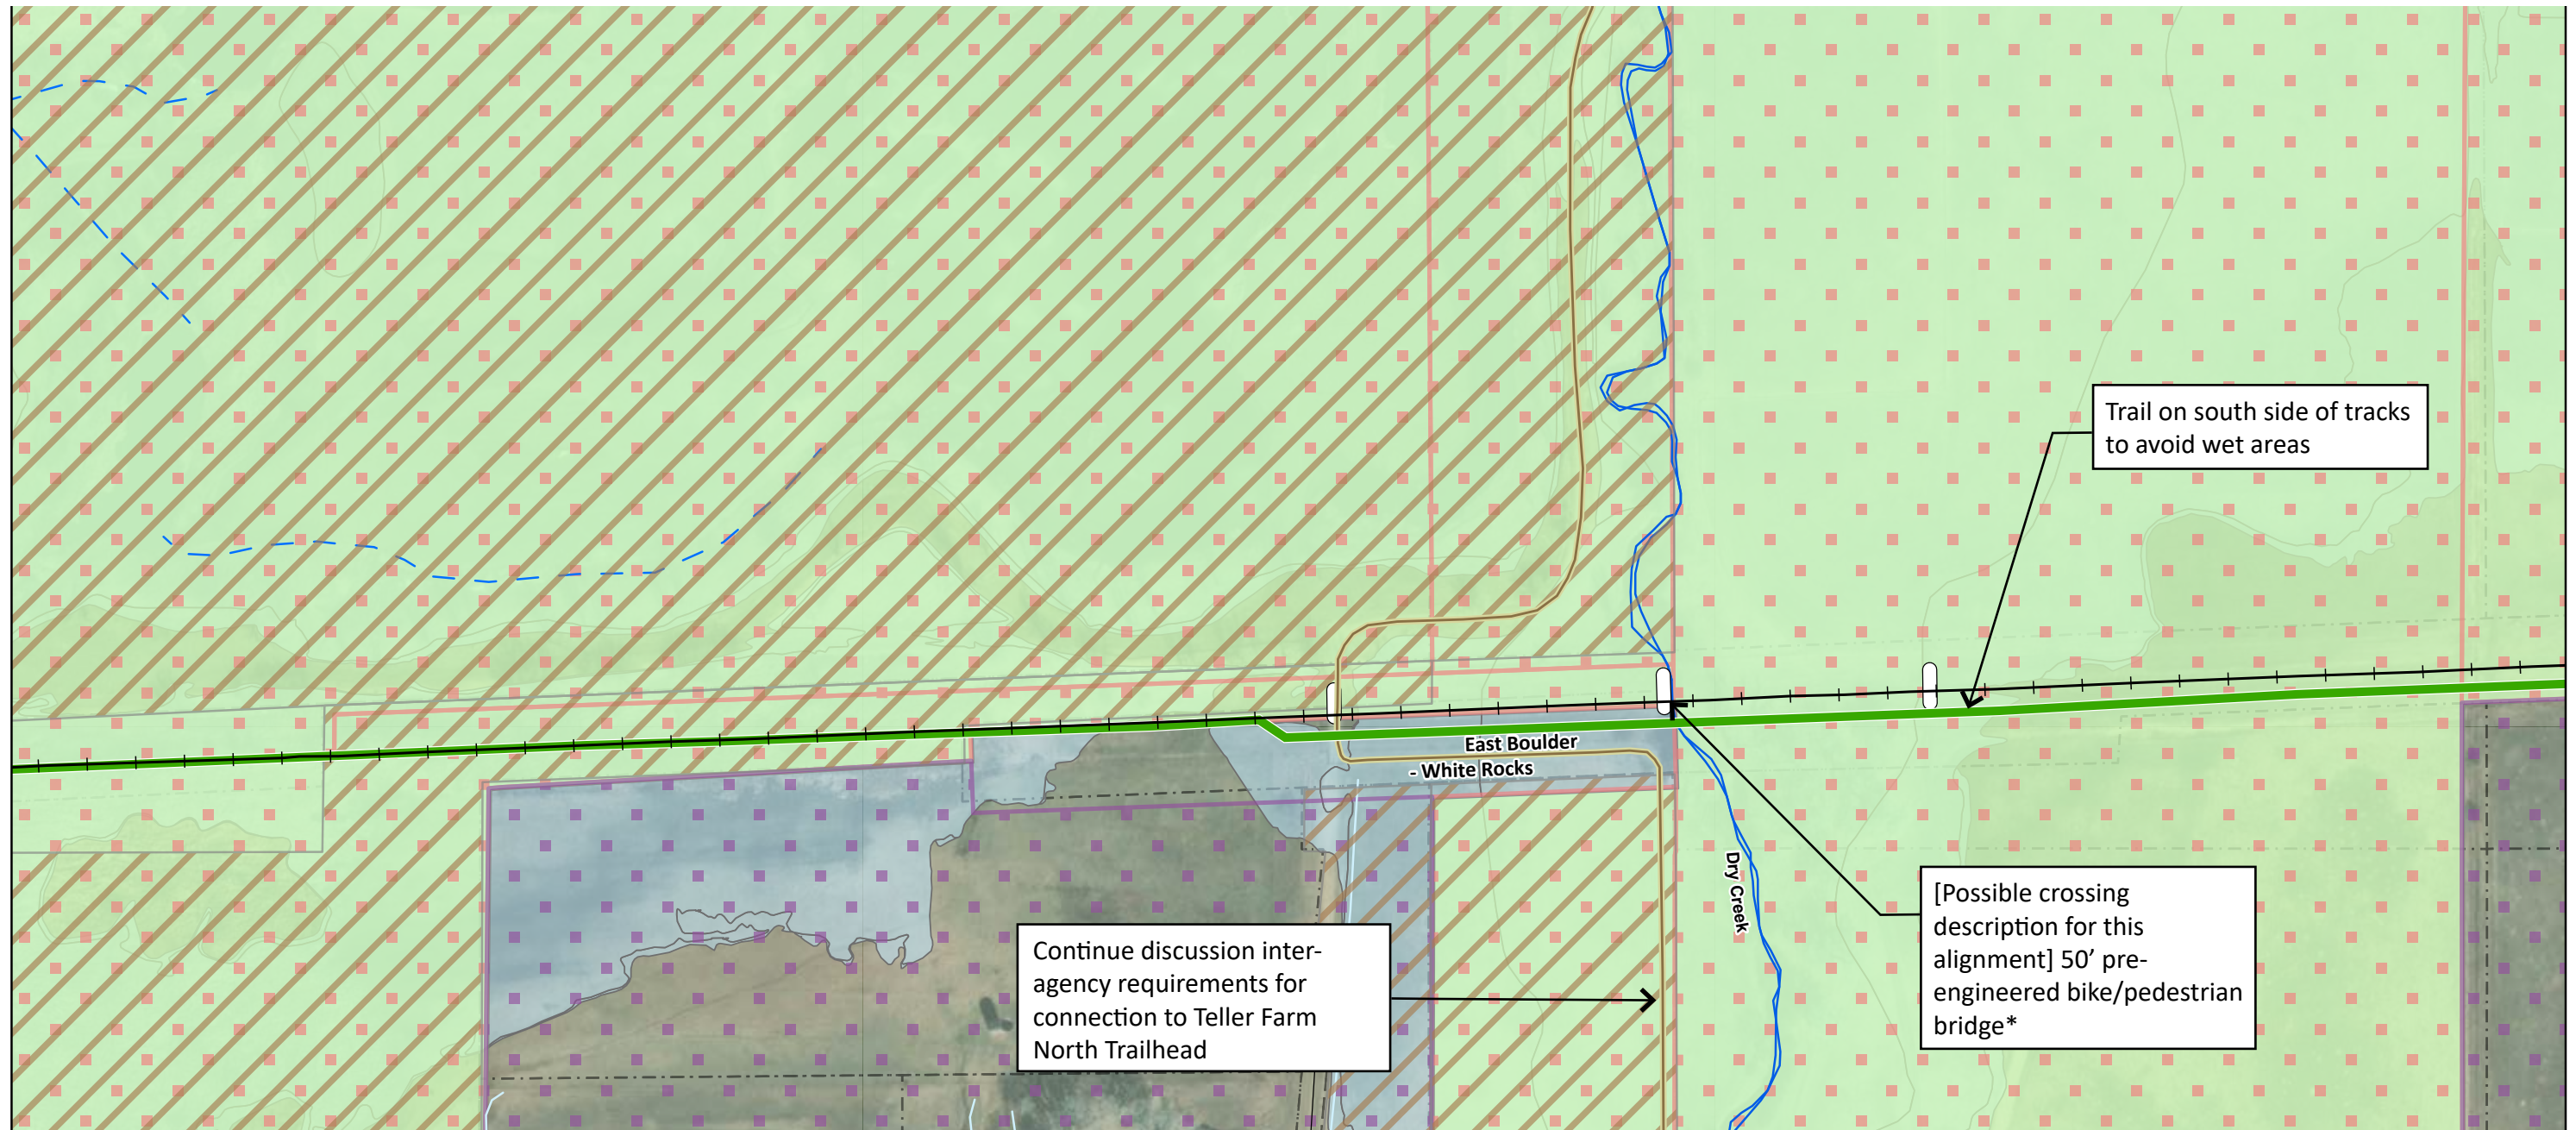 Trail on south side of tracks
to avoid wet areas
East Boulder
- White Rocks
Dry Creek
[Possible crossing
description for this
alignment] 50’ pre-
engineered bike/pedestrian
bridge*
Continue discussion inter-
agency requirements for
connection to Teller Farm
North Trailhead